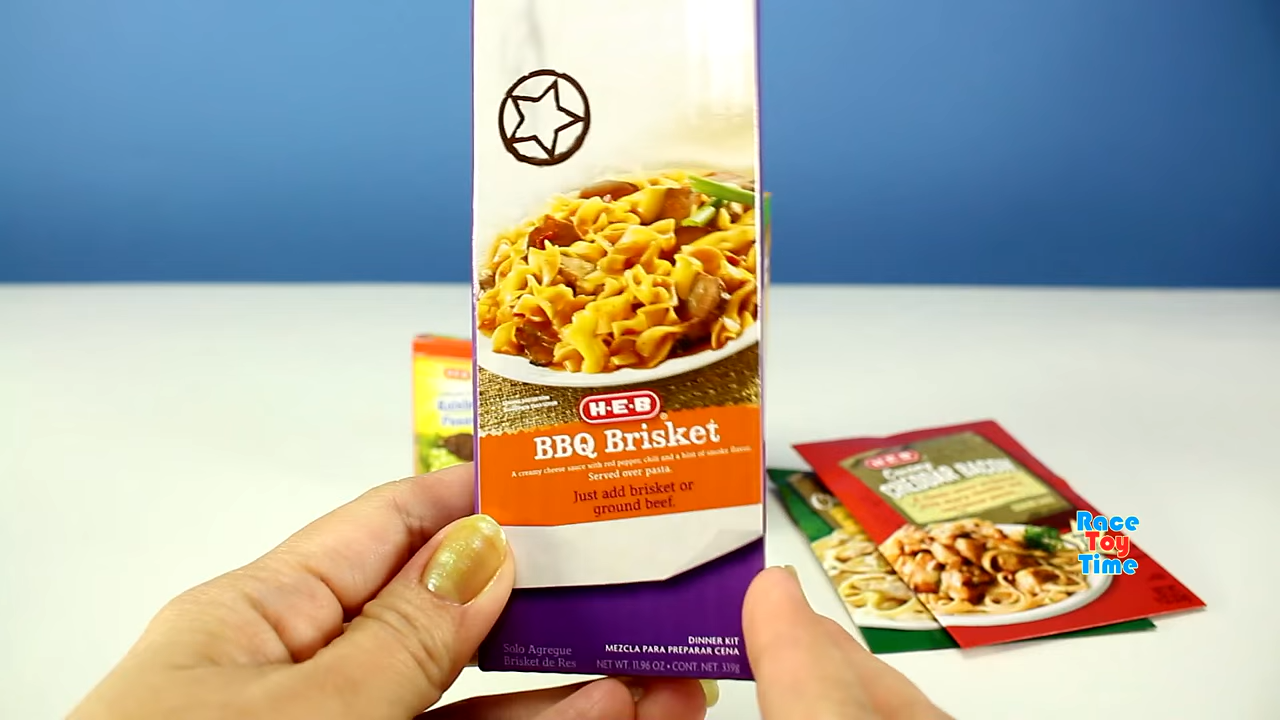 H-E-B
BBQ Brisket
A creamy cheese sauce with red pepper, chili and a hint of smoke flavor.
Served over pasta.
Just add brisket or
ground beef.
Solo Agregue
Brisket de Res
DINNER KIT
MEZCLA PARA PREPARAR CENA
NET WT. 11.96 OZ • CONT. NET. 339g
H-E-B
H-E-B
CHEDDAR BACON
Race
Toy
Time